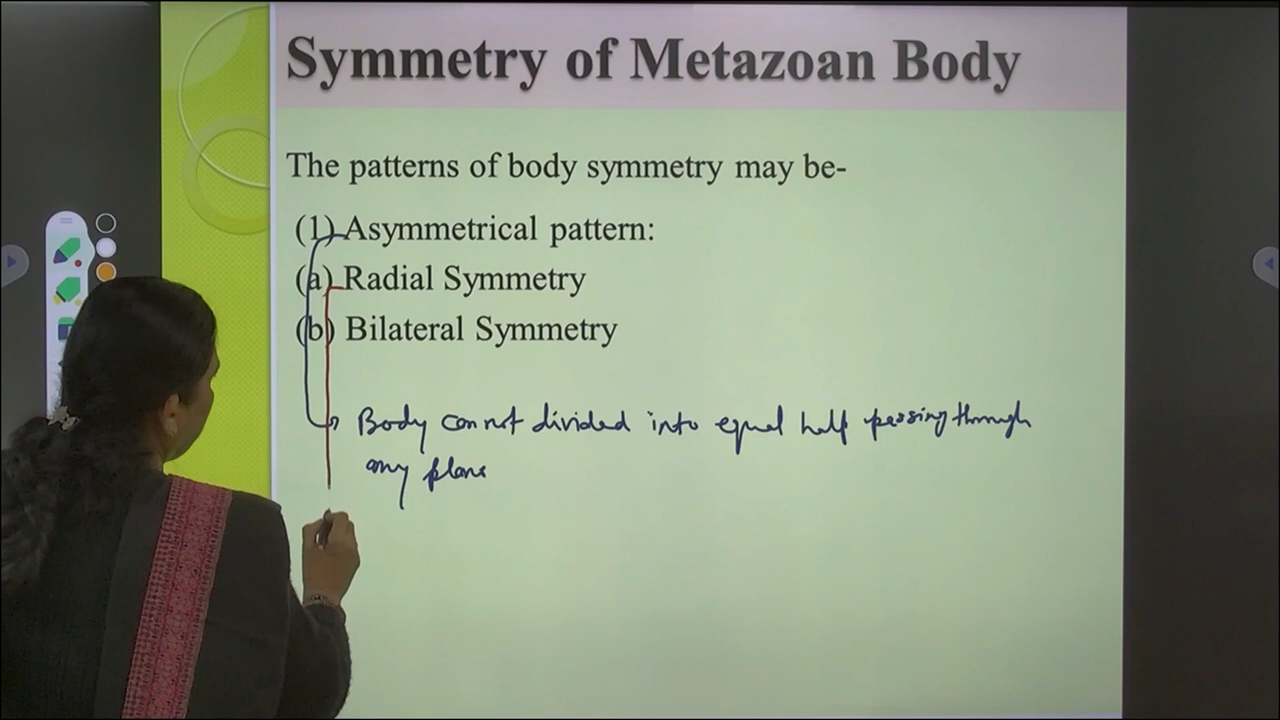 Symmetry of Metazoan Body
The patterns of body symmetry may be-
(1) Asymmetrical pattern:
(a) Radial Symmetry
(b) Bilateral Symmetry
Body cannot divided into equal half passing through
any plane